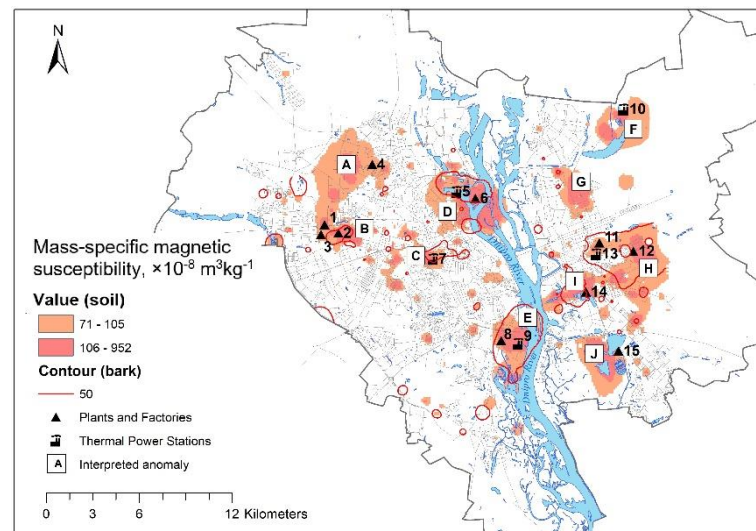 N
10
F
A
4
G
5
6
D
1
B
2
3
11
12
13
C
7
H
I
14
E
8
9
J
15
Dnipro River
Dnipro River
Mass-specific magnetic
susceptibility, ×10⁻⁸ m³kg⁻¹
Value (soil)
71 - 105
106 - 952
Contour (bark)
50
Plants and Factories
Thermal Power Stations
A Interpreted anomaly
0 3 6 12 Kilometers